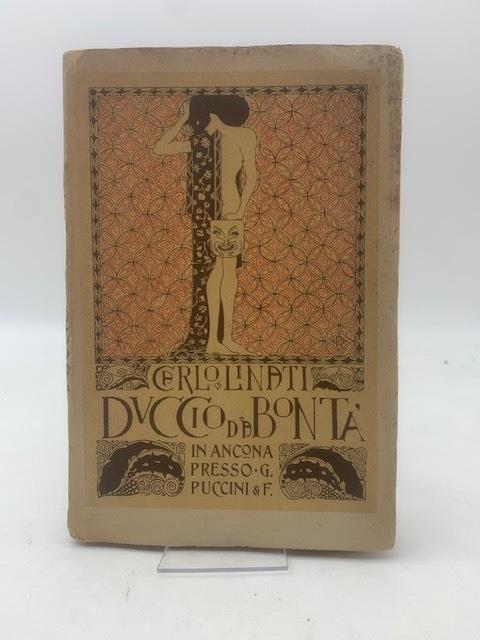 CARLO LINATI
DVCCIO DA BONTÀ
IN ANCONA
PRESSO · G.
PUCCINI & F.